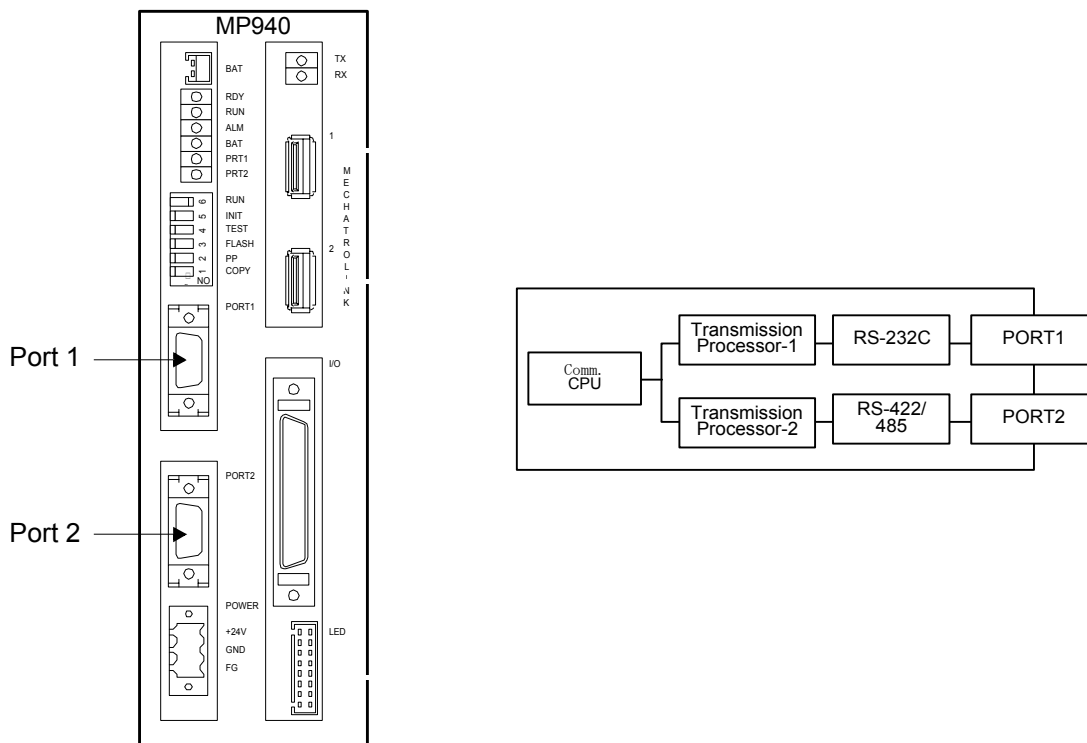 MP940
BAT
RDY
RUN
ALM
BAT
PRT1
PRT2
6
5
4
3
2
1
NO
RUN
INIT
TEST
FLASH
PP
COPY
PORT1
Port 1
PORT2
Port 2
POWER
+24V
GND
FG
TX
RX
1
2
MECHATROLINK
I/O
LED
Comm.
CPU
Transmission
Processor-1
RS-232C
PORT1
Transmission
Processor-2
RS-422/
485
PORT2